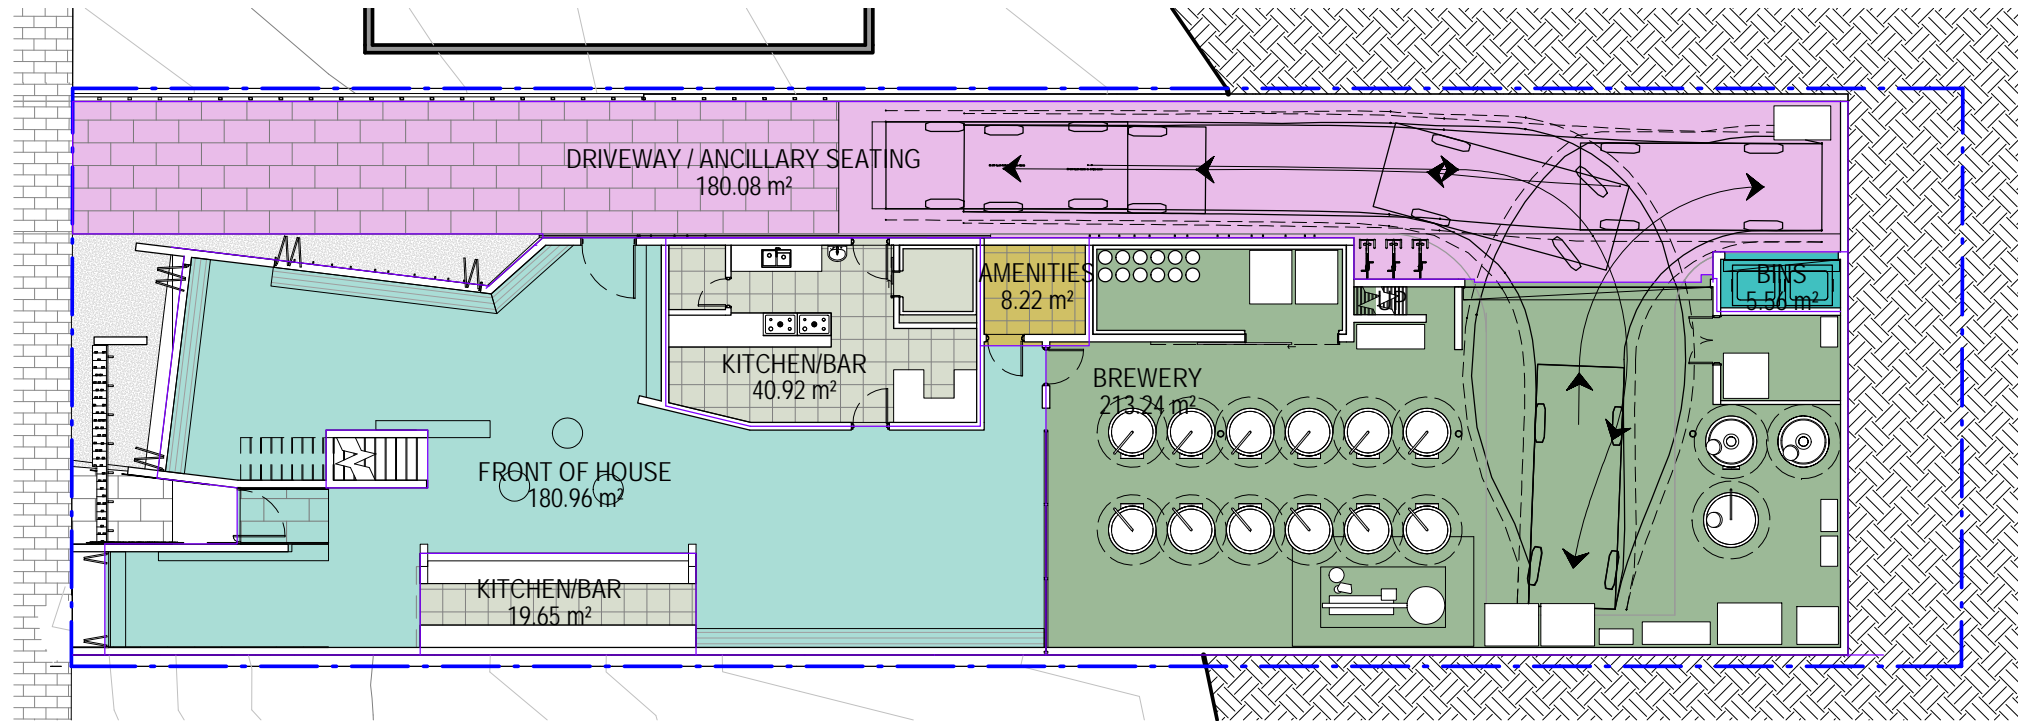 DRIVEWAY / ANCILLARY SEATING
180.08 m²
AMENITIES
8.22 m²
BINS
5.56 m²
KITCHEN/BAR
40.92 m²
BREWERY
213.24 m²
FRONT OF HOUSE
180.96 m²
KITCHEN/BAR
19.65 m²